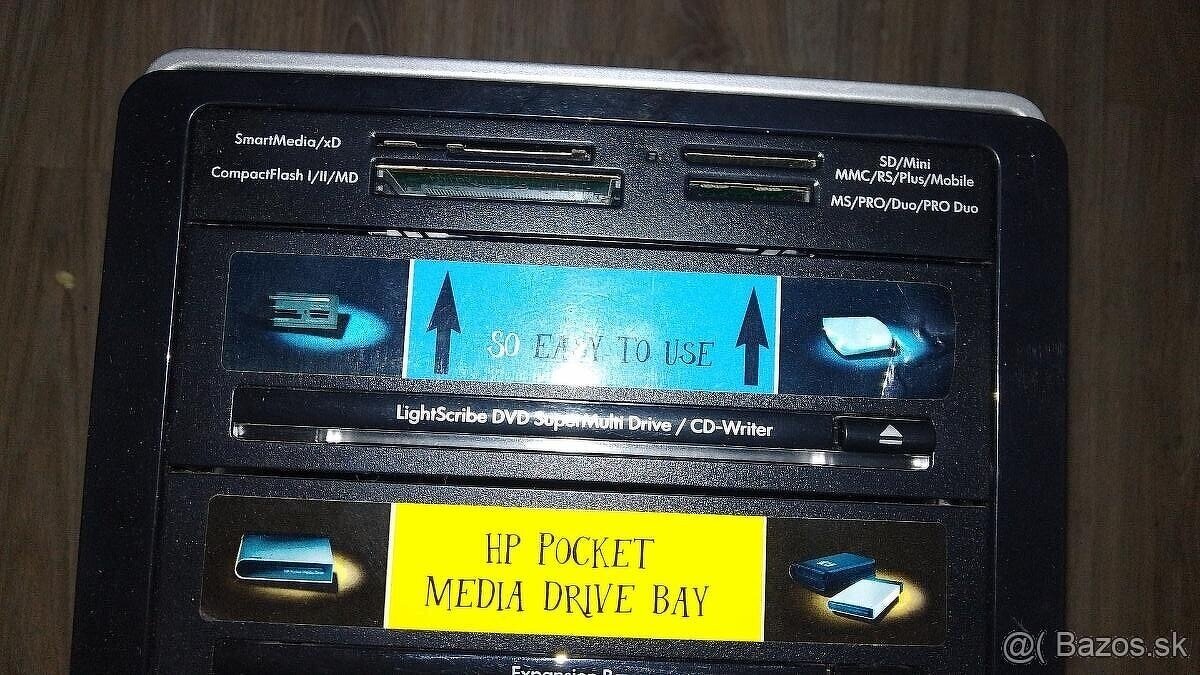 SmartMedia/xD
CompactFlash I/II/MD
SD/Mini
MMC/RS/Plus/Mobile
MS/PRO/Duo/PRO Duo
SO EASY TO USE
LightScribe DVD SuperMulti Drive / CD-Writer
HP POCKET
MEDIA DRIVE BAY
Expansion
@( Bazos.sk